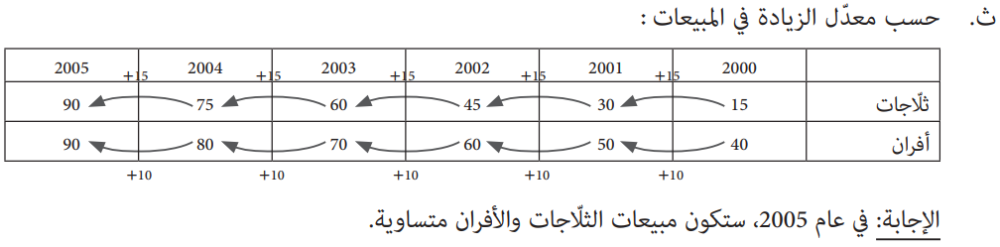 ث. حسب معدّل الزيادة في المبيعات :
2000 2001 2002 2003 2004 2005
+15 +15 +15 +15 +15
ثلّاجات 15 30 45 60 75 90
أفران 40 50 60 70 80 90
+10 +10 +10 +10 +10
الإجابة: في عام 2005، ستكون مبيعات الثلّاجات والأفران متساوية.